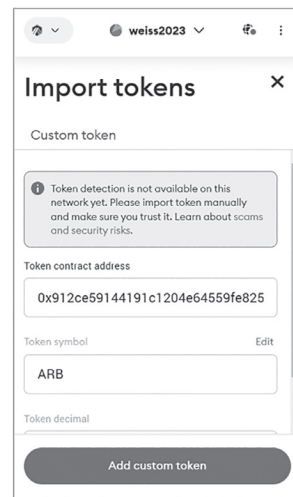 weiss2023
Import tokens
Custom token
Token detection is not available on this
network yet. Please import token manually
and make sure you trust it. Learn about scams
and security risks.
Token contract address
0x912ce59144191c1204e64559fe825
Token symbol
Edit
ARB
Token decimal
Add custom token